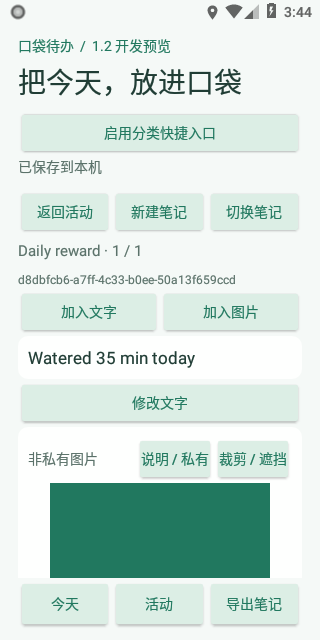 3:44
口袋待办 / 1.2 开发预览
把今天，放进口袋
启用分类快捷入口
已保存到本机
返回活动 新建笔记 切换笔记
Daily reward · 1 / 1
d8dbfcb6-a7ff-4c33-b0ee-50a13f659ccd
加入文字 加入图片
Watered 35 min today
修改文字
非私有图片 说明 / 私有 裁剪 / 遮挡
今天 活动 导出笔记